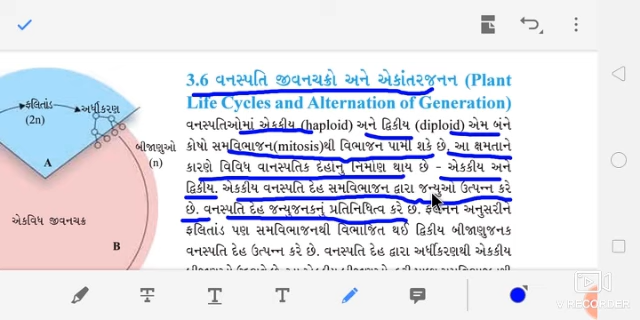 3.6 વનસ્પતિ જીવનચક્રો અને એકાંતરજનન (Plant
Life Cycles and Alternation of Generation)
વનસ્પતિઓમાં એકકીય (haploid) અને દ્વિકીય (diploid) એમ બંને
કોષો સમવિભાજન(mitosis)થી વિભાજન પામી શકે છે. આ ક્ષમતાને
કારણે વિવિધ વાનસ્પતિક દેહોનું નિર્માણ થાય છે - એકકીય અને
દ્વિકીય. એકકીય વનસ્પતિ દેહ સમવિભાજન દ્વારા જન્યુઓ ઉત્પન્ન કરે
છે. વનસ્પતિ દેહ જન્યુજનકનું પ્રતિનિધિત્વ કરે છે. ફલનને અનુસરીને
ફલિતાંડ પણ સમવિભાજનથી વિભાજિત થઈ દ્વિકીય બીજાણુજનક
વનસ્પતિ દેહ ઉત્પન્ન કરે છે. વનસ્પતિ દેહ દ્વારા અર્ધીકરણથી એકકીય
ફલિતાંડ
(2n)
અર્ધીકરણ
બીજાણુઓ (n)
A
એકવિધ જીવનચક્ર
B
V RECORDER